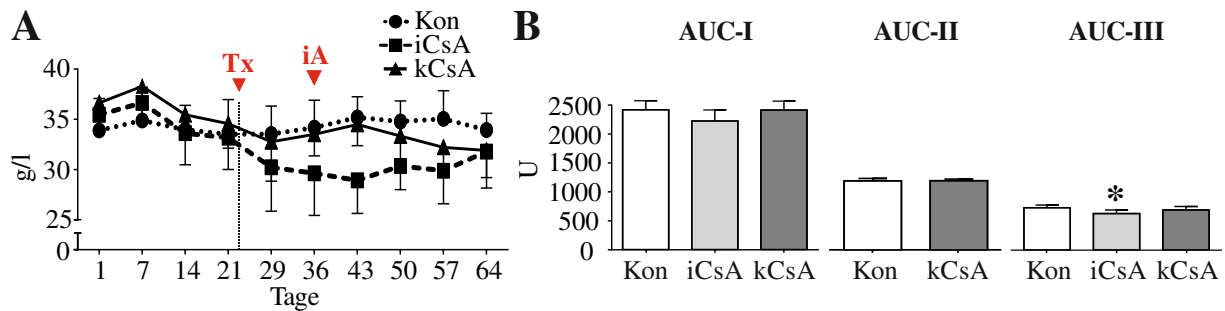 A
Kon
iCsA
kCsA
Tx
iA
40
35
30
25
0
g/l
1 7 14 21 29 36 43 50 57 64
Tage
B
AUC-I AUC-II AUC-III
2500
2000
1500
1000
500
0
U
*
Kon iCsA kCsA Kon kCsA Kon iCsA kCsA